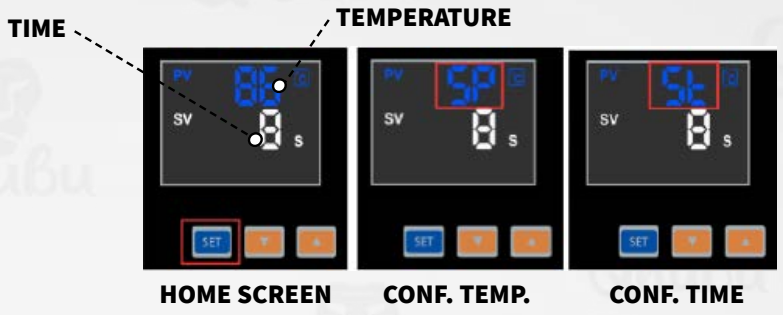 TIME
TEMPERATURE
PV 86 C
SV 8 S
SET
HOME SCREEN
PV SP C
SV 8 S
SET
CONF. TEMP.
PV St C
SV 8 S
SET
CONF. TIME